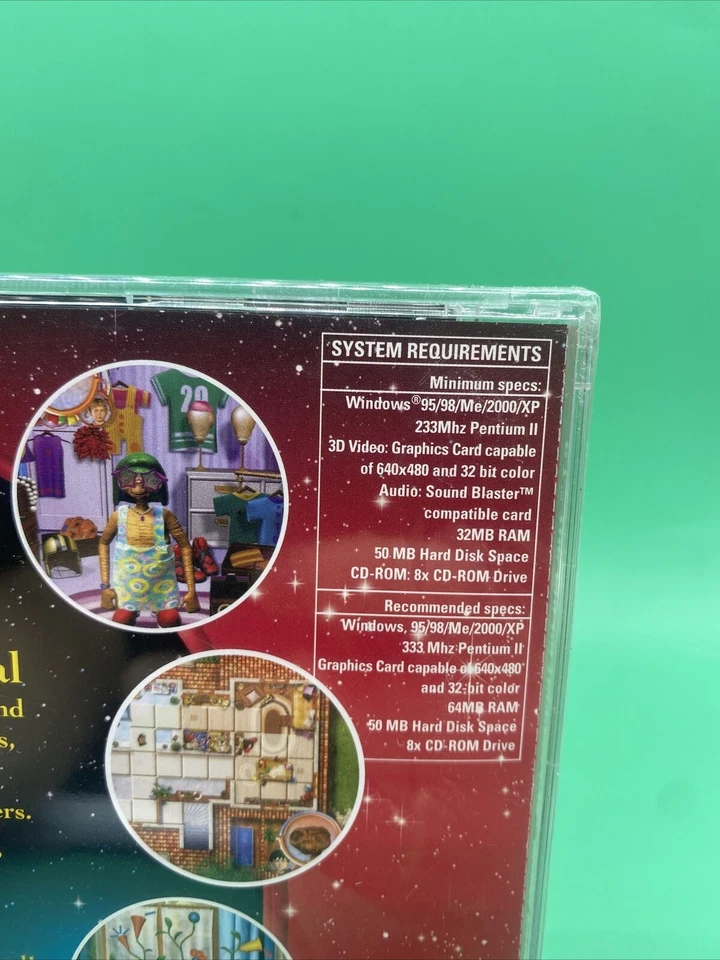 SYSTEM REQUIREMENTS
Minimum specs:
Windows®95/98/Me/2000/XP
233Mhz Pentium II
3D Video: Graphics Card capable
of 640x480 and 32 bit color
Audio: Sound Blaster™
compatible card
32MB RAM
50 MB Hard Disk Space
CD-ROM: 8x CD-ROM Drive
Recommended specs:
Windows, 95/98/Me/2000/XP
333 Mhz Pentium II
Graphics Card capable of 640x480
and 32-bit color
64MB RAM
50 MB Hard Disk Space
8x CD-ROM Drive
20
al
nd
s,
ers.